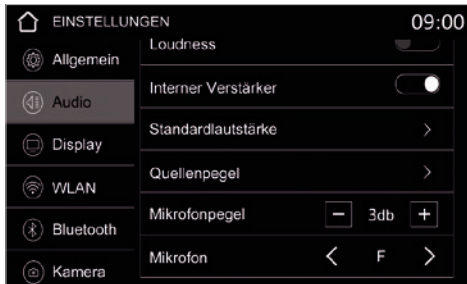 EINSTELLUNGEN 09:00
Allgemein
Audio
Display
WLAN
Bluetooth
Kamera
Loudness
Interner Verstärker
Standardlautstärke
Quellenpegel
Mikrofonpegel − 3db +
Mikrofon < F >